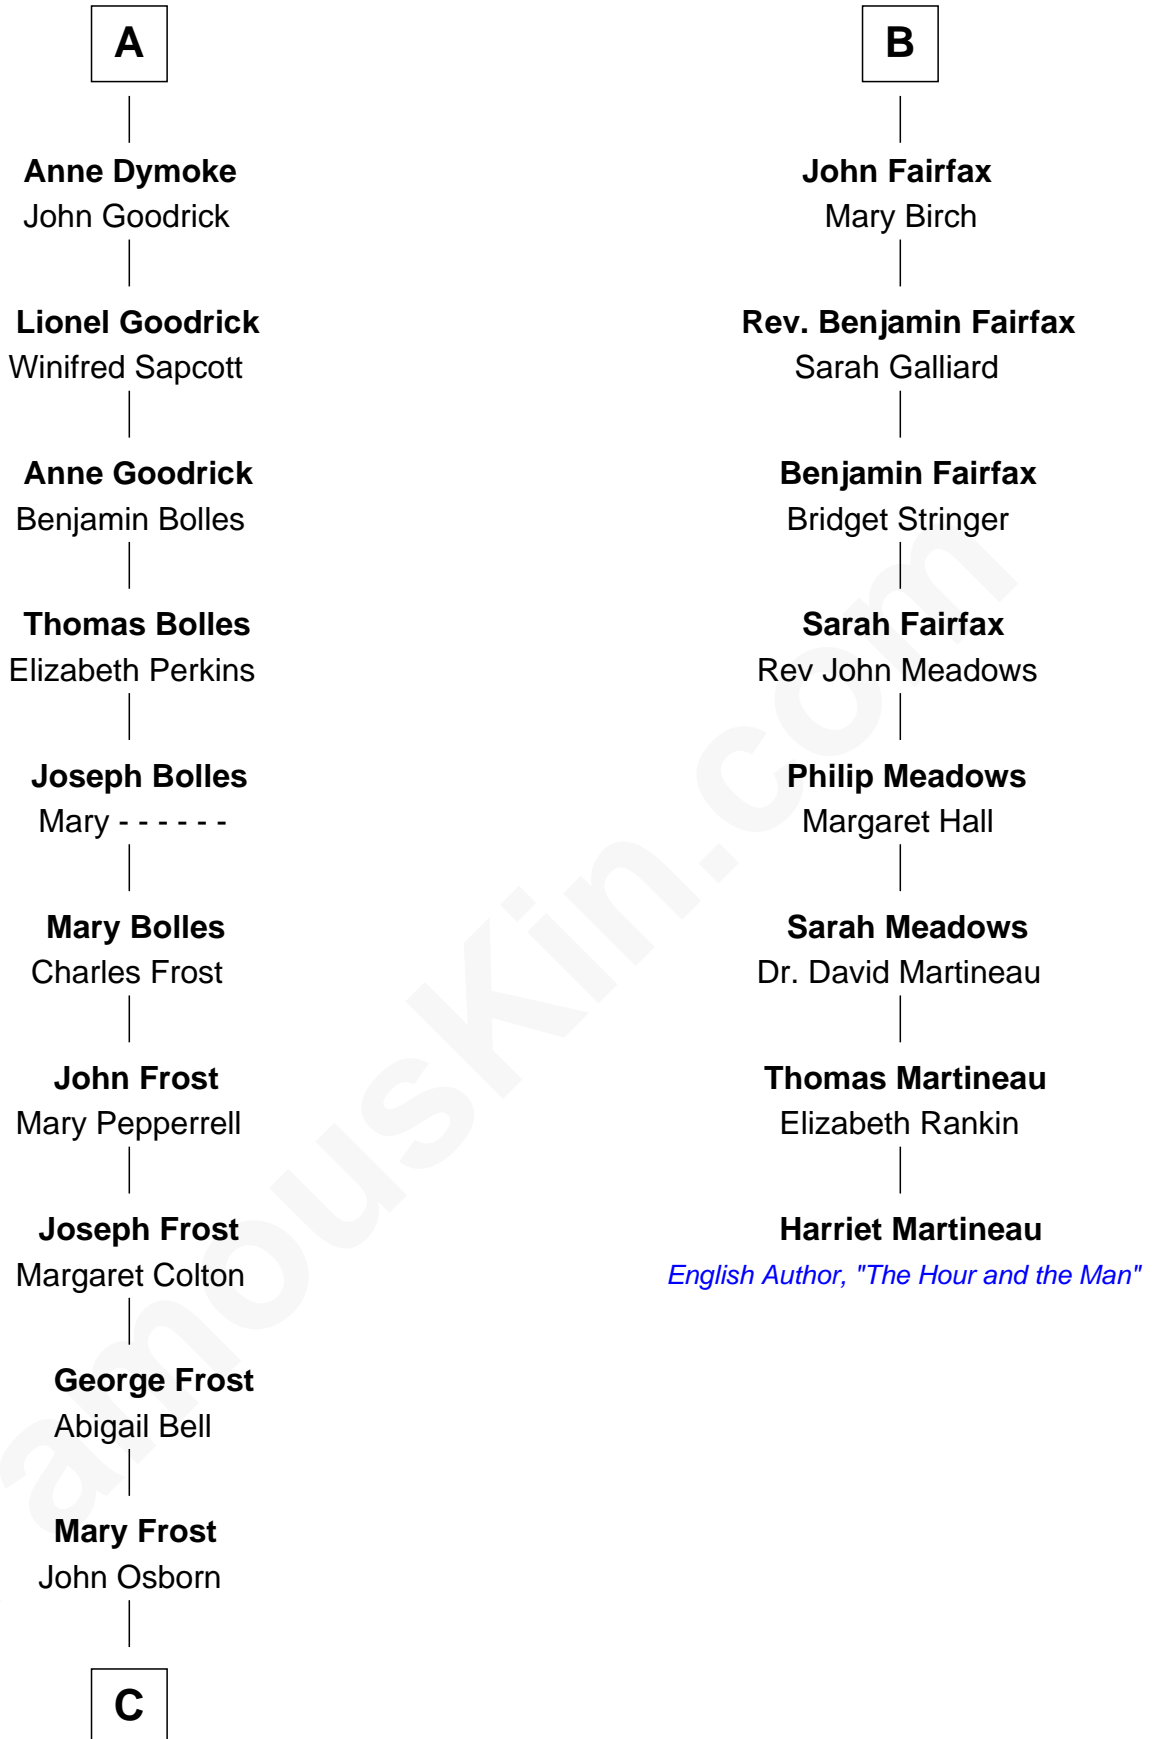 A
Anne Dymoke
John Goodrick
Lionel Goodrick
Winifred Sapcott
Anne Goodrick
Benjamin Bolles
Thomas Bolles
Elizabeth Perkins
Joseph Bolles
Mary - - - - - -
Mary Bolles
Charles Frost
John Frost
Mary Pepperrell
Joseph Frost
Margaret Colton
George Frost
Abigail Bell
Mary Frost
John Osborn
C
B
John Fairfax
Mary Birch
Rev. Benjamin Fairfax
Sarah Galliard
Benjamin Fairfax
Bridget Stringer
Sarah Fairfax
Rev John Meadows
Philip Meadows
Margaret Hall
Sarah Meadows
Dr. David Martineau
Thomas Martineau
Elizabeth Rankin
Harriet Martineau
English Author, "The Hour and the Man"
amousKin.com